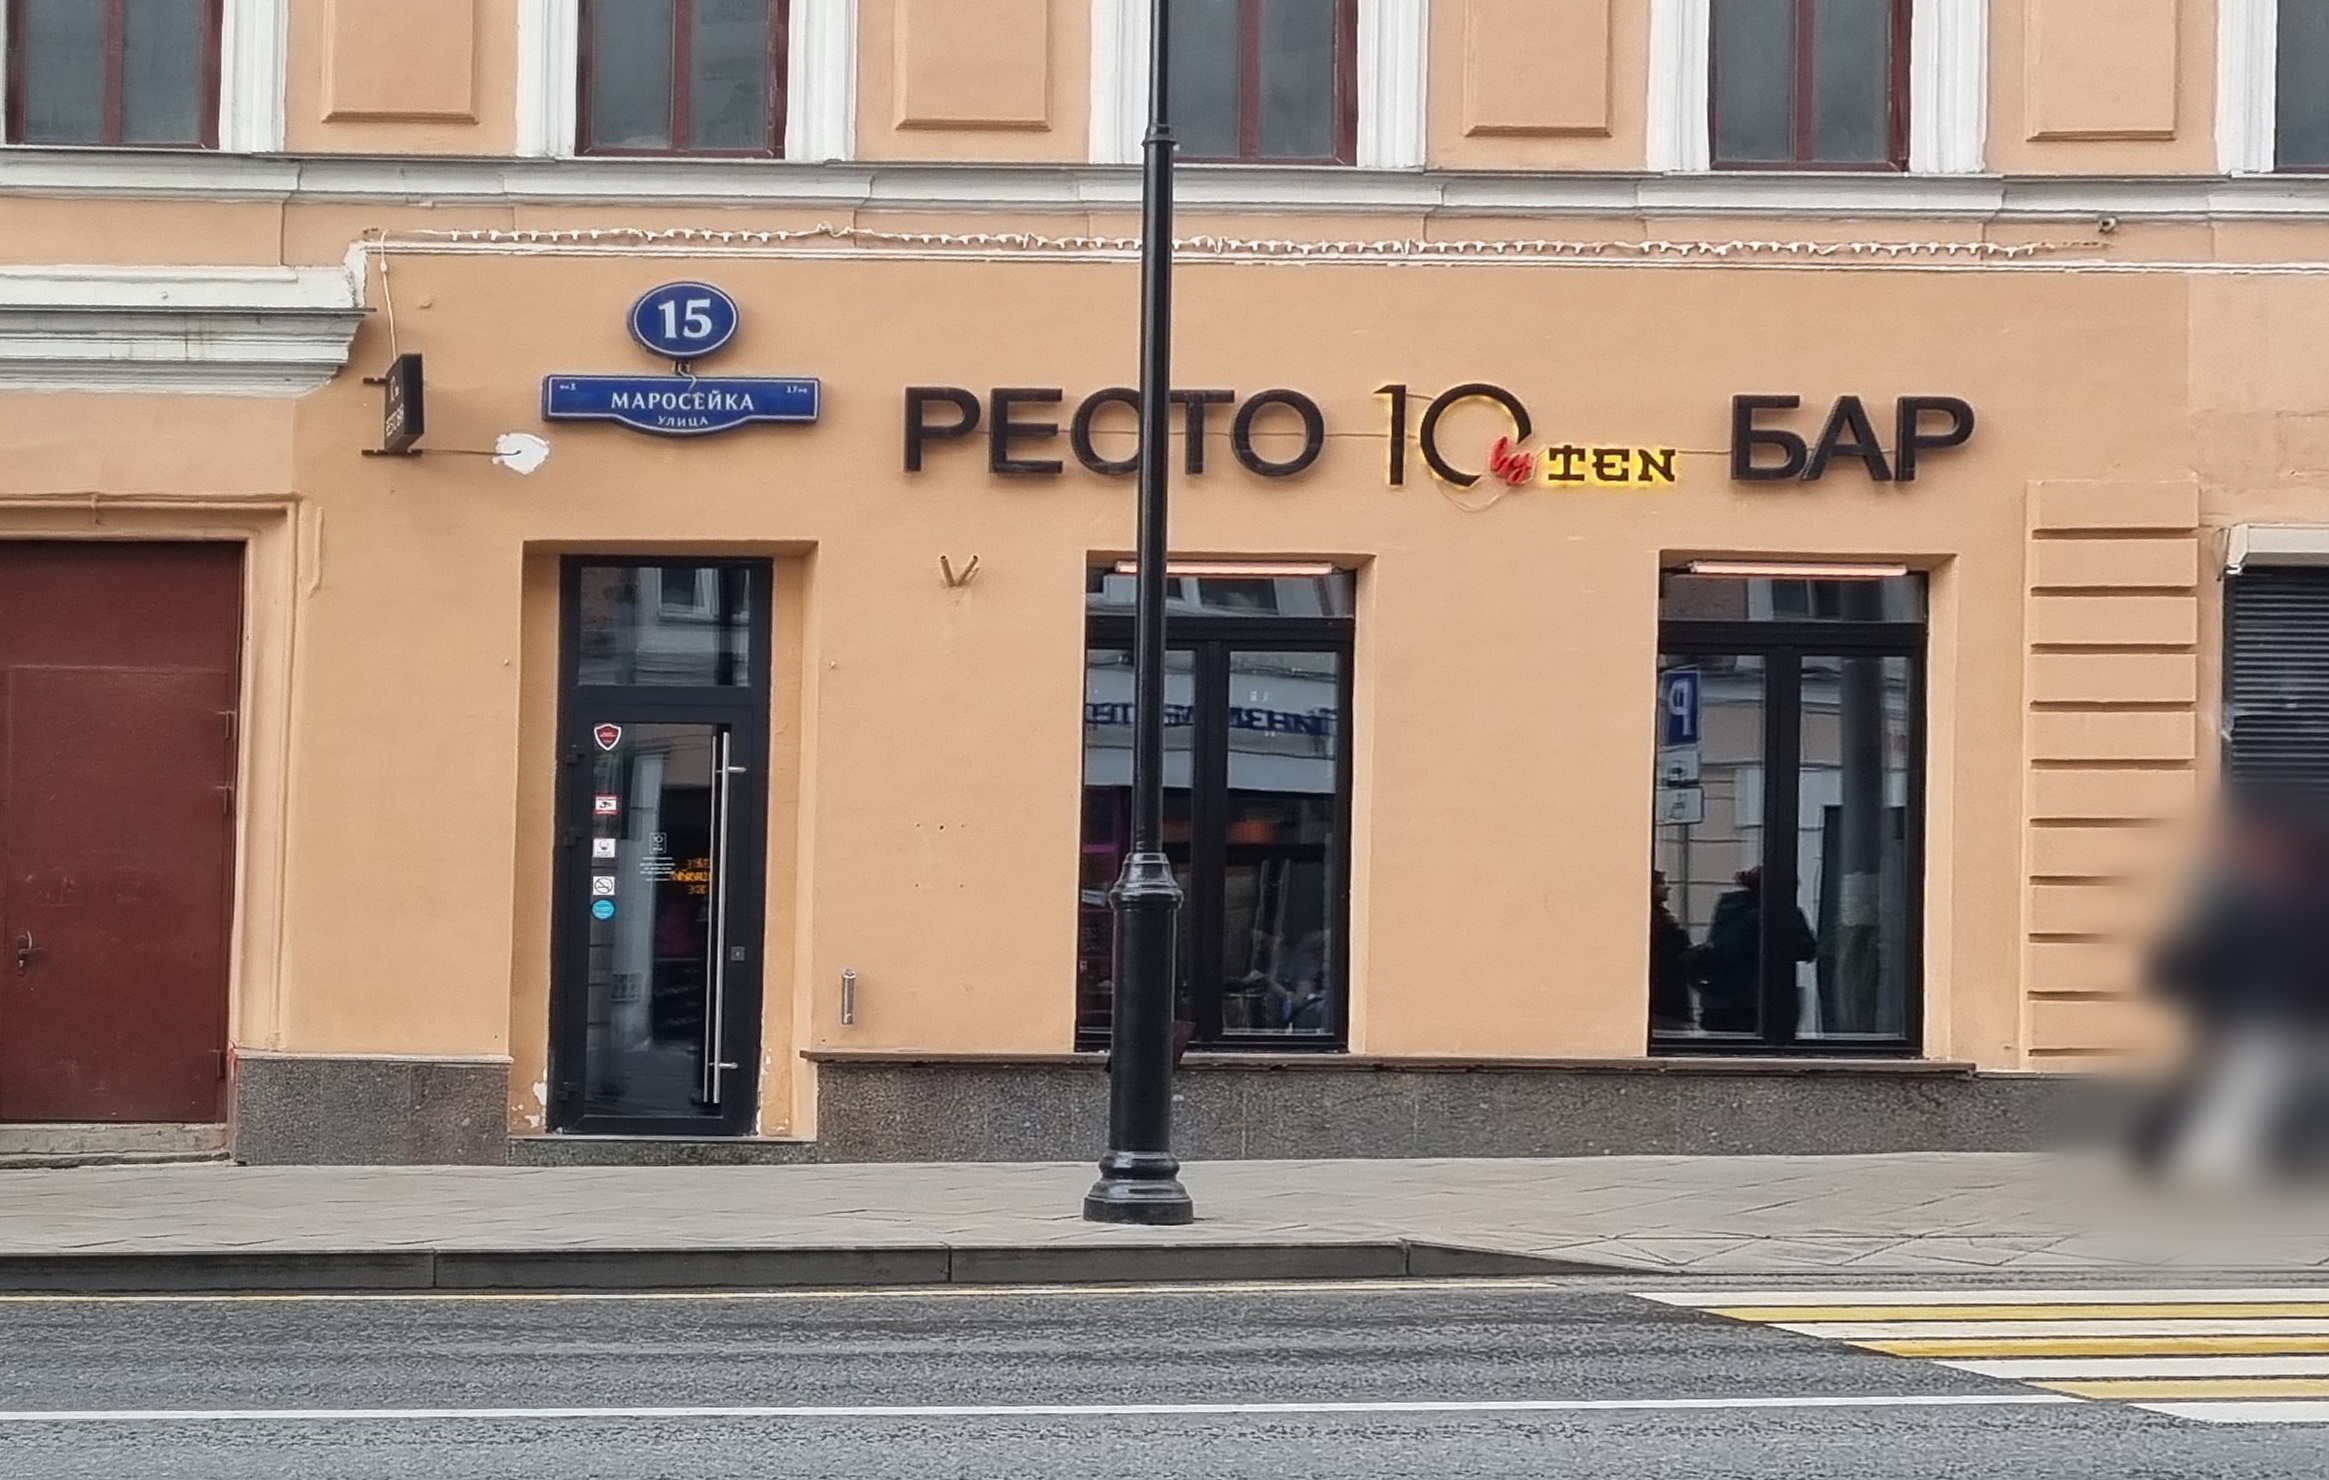 15
МАРОСЕЙКА
УЛИЦА
РЕСТО 10 by TEN БАР